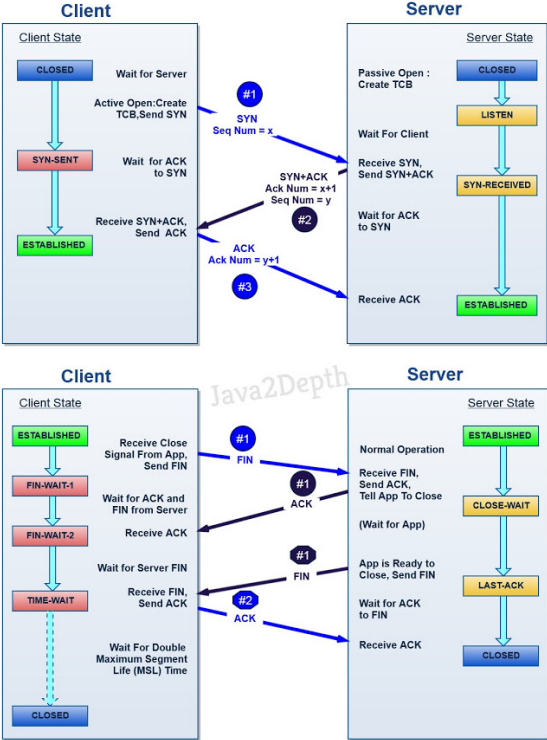 Client
Server
Client State
Server State
CLOSED
Wait for Server
Active Open:Create
TCB,Send SYN
SYN-SENT
Wait for ACK
to SYN
Receive SYN+ACK,
Send ACK
ESTABLISHED
#1
SYN
Seq Num = x
SYN+ACK
Ack Num = x+1
Seq Num = y
#2
ACK
Ack Num = y+1
#3
Passive Open :
Create TCB
CLOSED
LISTEN
Wait For Client
Receive SYN,
Send SYN+ACK
SYN-RECEIVED
Wait for ACK
to SYN
Receive ACK
ESTABLISHED
Java2Depth
Client
Server
Client State
Server State
ESTABLISHED
Receive Close
Signal From App,
Send FIN
FIN-WAIT-1
Wait for ACK and
FIN from Server
FIN-WAIT-2
Receive ACK
Wait for Server FIN
TIME-WAIT
Receive FIN,
Send ACK
Wait For Double
Maximum Segment
Life (MSL) Time
CLOSED
#1
FIN
#1
ACK
#1
FIN
#2
ACK
ESTABLISHED
Normal Operation
Receive FIN,
Send ACK,
Tell App To Close
CLOSE-WAIT
(Wait for App)
App is Ready to
Close, Send FIN
LAST-ACK
Wait for ACK
to FIN
Receive ACK
CLOSED